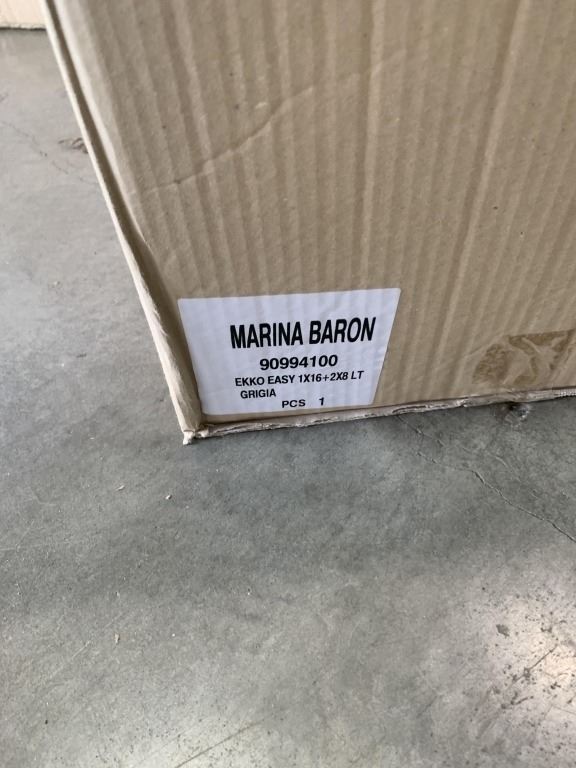 MARINA BARON
90994100
EKKO EASY 1X16+2X8 LT
GRIGIA
PCS 1